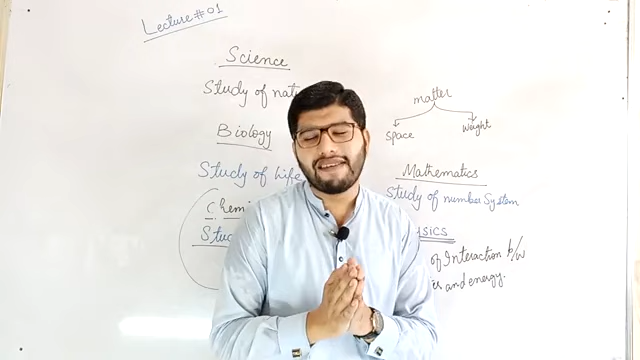 Lecture # 01
Science
Study of
Biology
Study of Life
matter
Space
weight
Mathematics
Study of number System
of Interaction b/w
and energy.